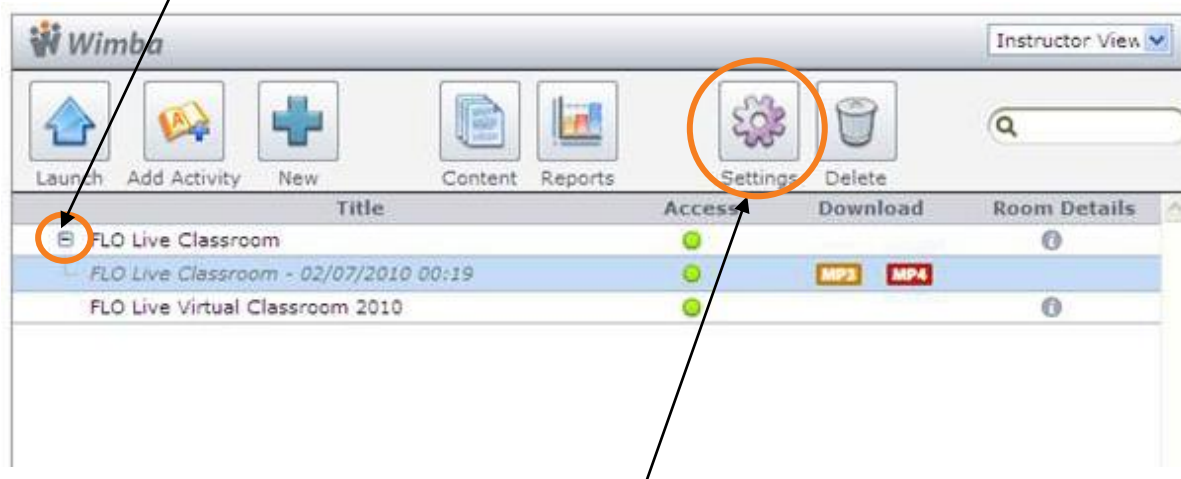 Wimba
Instructor View
Launch Add Activity New Content Reports Settings Delete
Title Access Download Room Details
FLO Live Classroom
FLO Live Classroom - 02/07/2010 00:19 MP3 MP4
FLO Live Virtual Classroom 2010